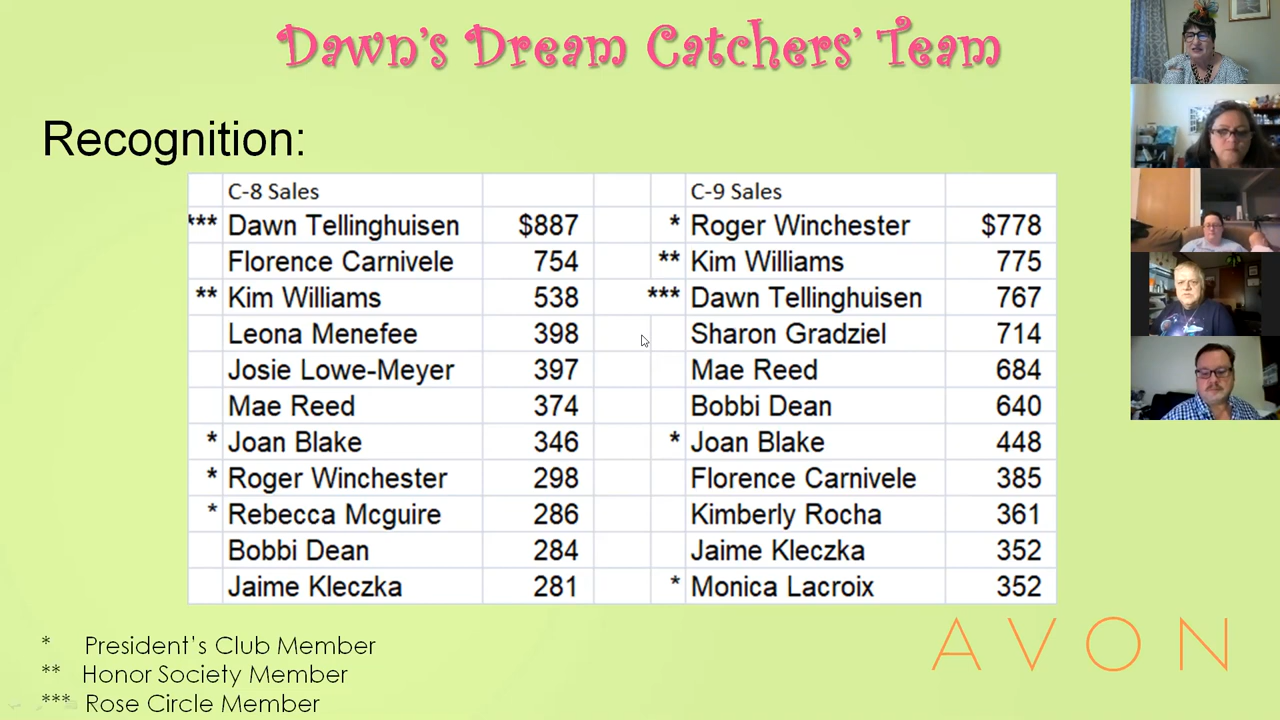 Dawn's Dream Catchers' Team
Recognition:
C-8 Sales C-9 Sales
*** Dawn Tellinghuisen $887 * Roger Winchester $778
Florence Carnivele 754 ** Kim Williams 775
** Kim Williams 538 *** Dawn Tellinghuisen 767
Leona Menefee 398 Sharon Gradziel 714
Josie Lowe-Meyer 397 Mae Reed 684
Mae Reed 374 Bobbi Dean 640
* Joan Blake 346 * Joan Blake 448
* Roger Winchester 298 Florence Carnivele 385
* Rebecca Mcguire 286 Kimberly Rocha 361
Bobbi Dean 284 Jaime Kleczka 352
Jaime Kleczka 281 * Monica Lacroix 352
* President's Club Member
** Honor Society Member
*** Rose Circle Member
AVON